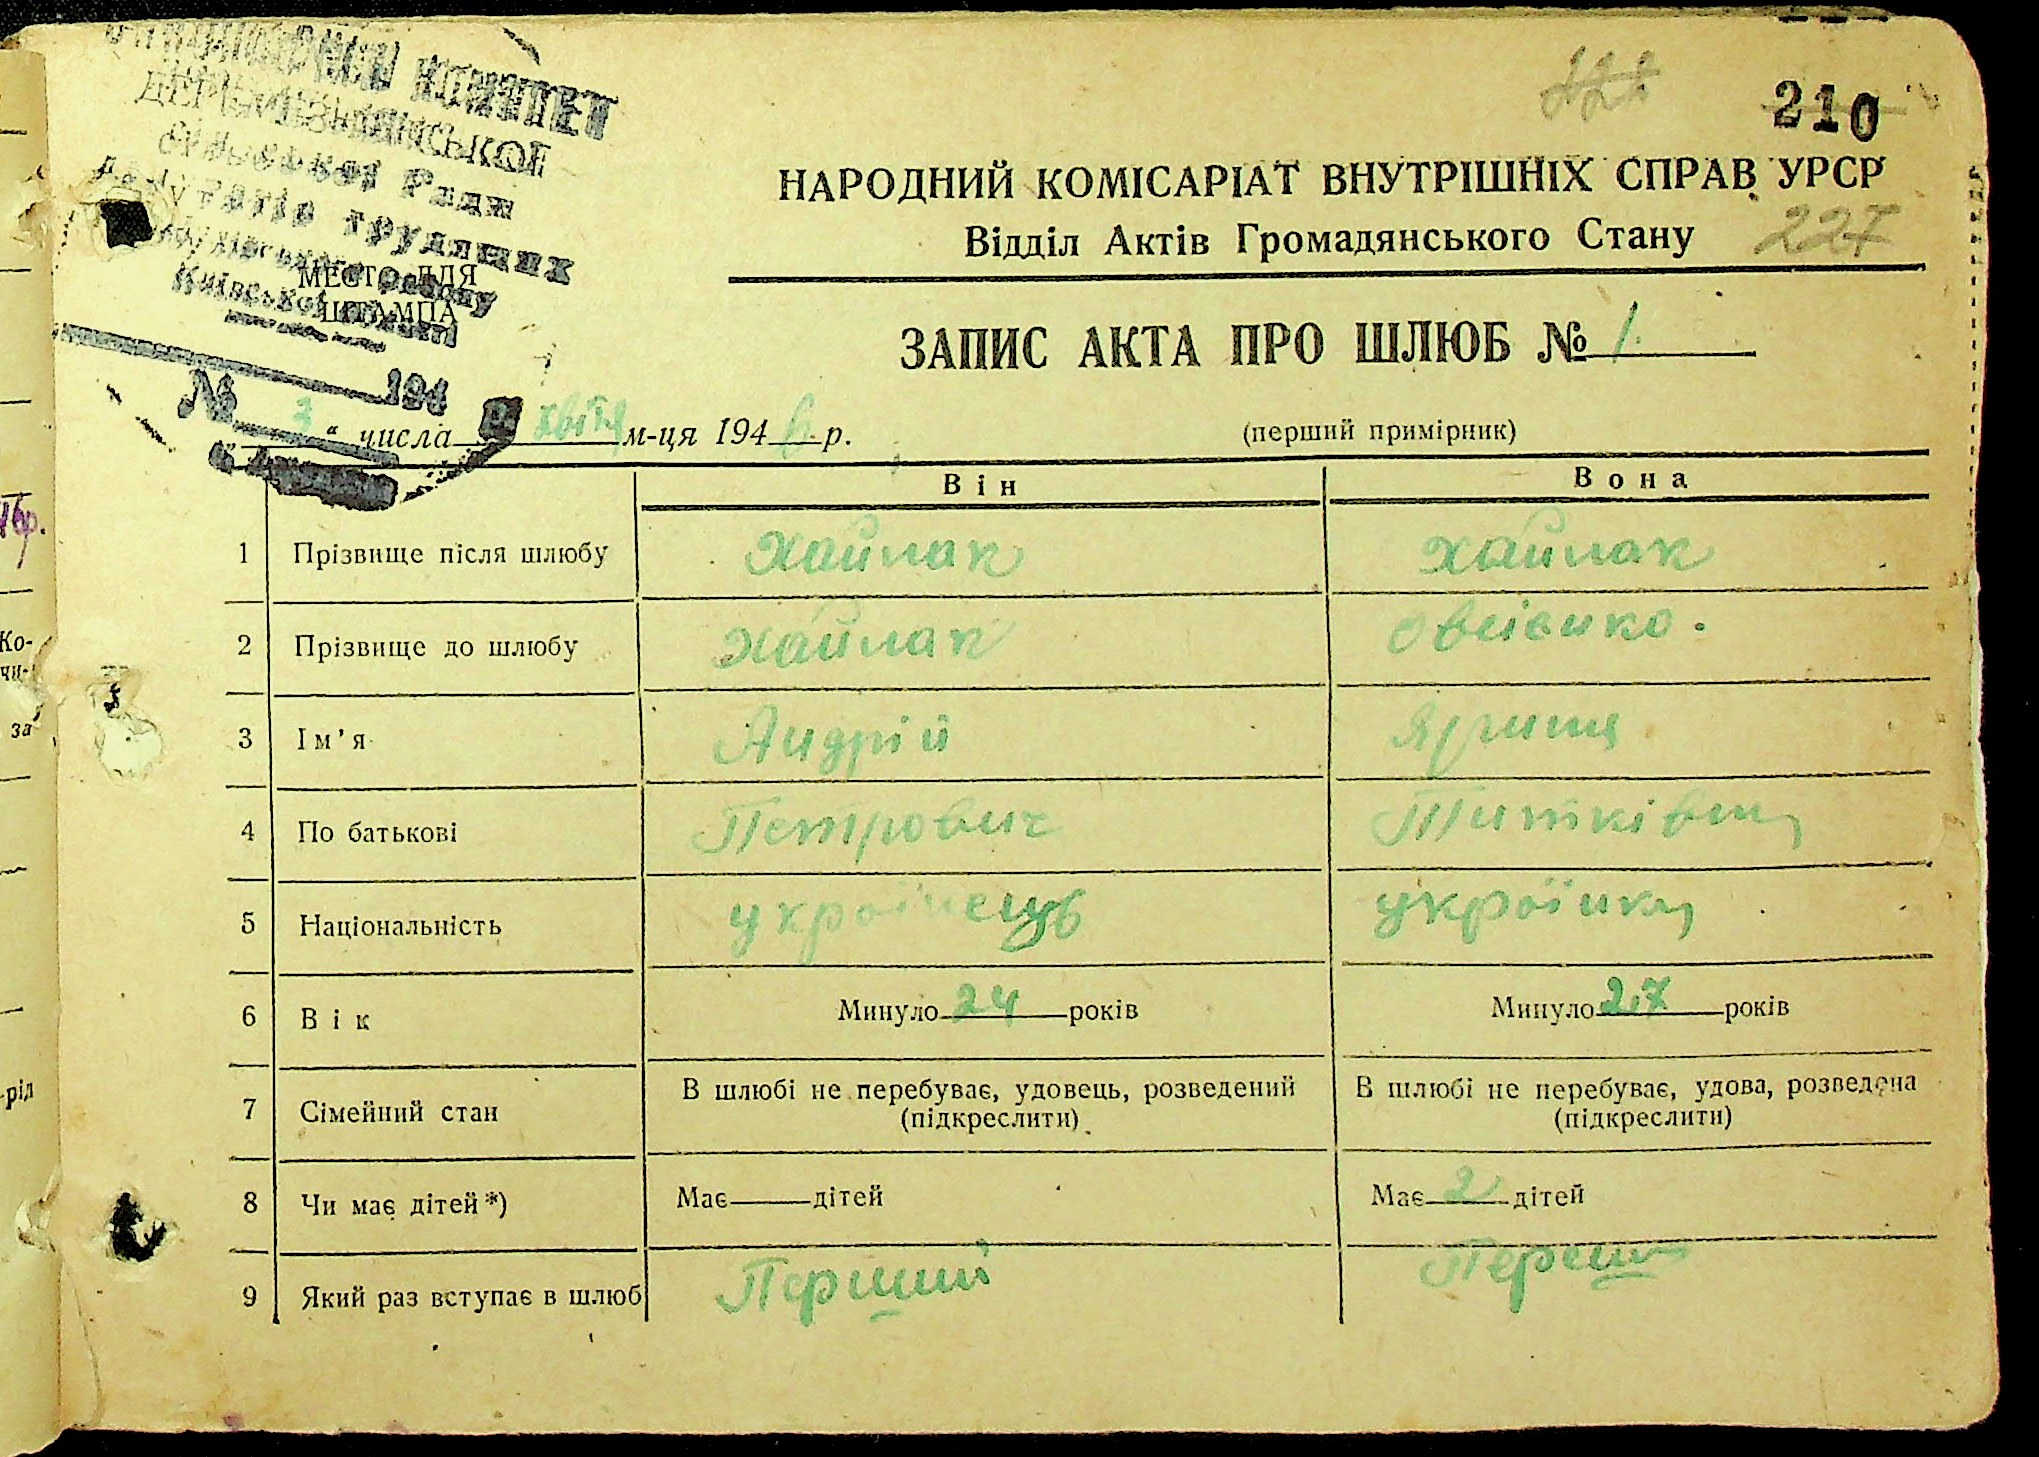 210
НАРОДНИЙ КОМІСАРІАТ ВНУТРІШНІХ СПРАВ УРСР
Відділ Актів Громадянського Стану 227
МЕСТО ДЛЯ
ШТАМПА
ЗАПИС АКТА ПРО ШЛЮБ № 1
№ 194
3 “ числа м-ця 1946 р.
(перший примірник)
Він Вона
1 Прізвище після шлюбу Хайлак Хайлак
2 Прізвище до шлюбу Хайлак
3 Ім’я Андрій Ярина
4 По батькові Петрович
5 Національність українець українка
6 Вік Минуло 24 років Минуло 27 років
7 Сімейний стан В шлюбі не перебуває, удовець, розведений (підкреслити) В шлюбі не перебуває, удова, розведена (підкреслити)
8 Чи має дітей *) Має дітей Має 2 дітей
9 Який раз вступає в шлюб Перший